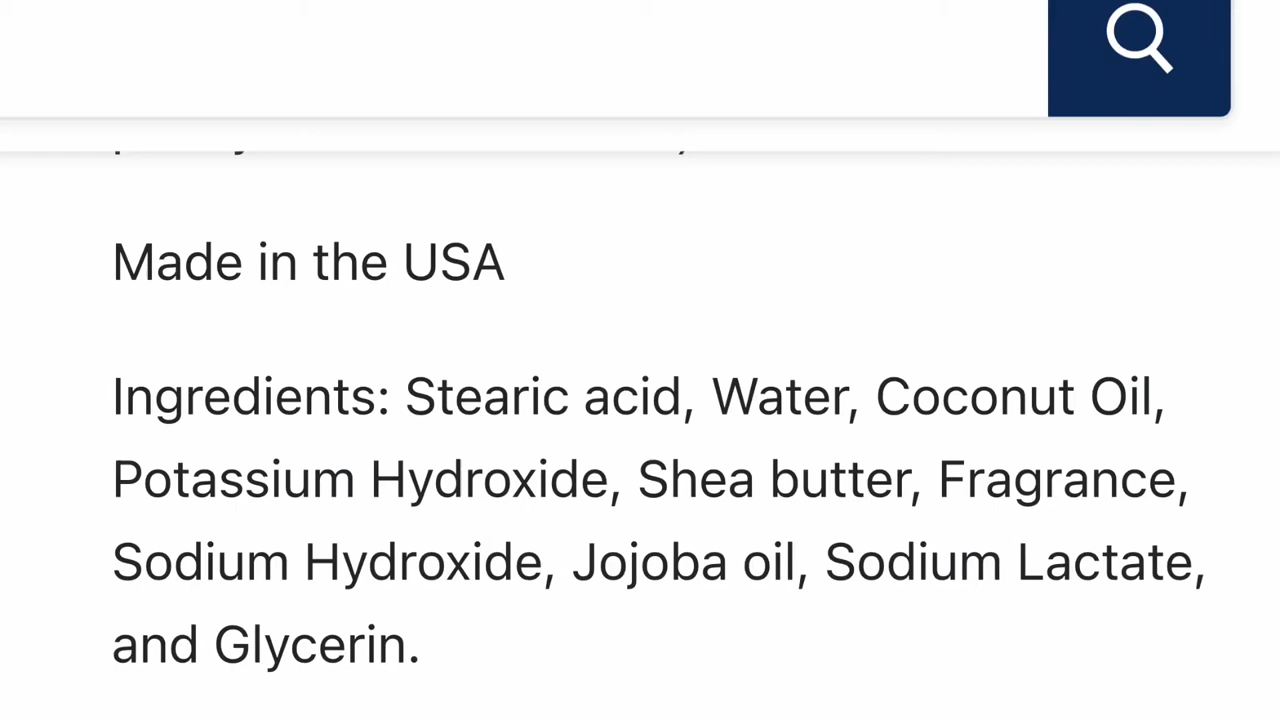 Made in the USA
Ingredients: Stearic acid, Water, Coconut Oil,
Potassium Hydroxide, Shea butter, Fragrance,
Sodium Hydroxide, Jojoba oil, Sodium Lactate,
and Glycerin.